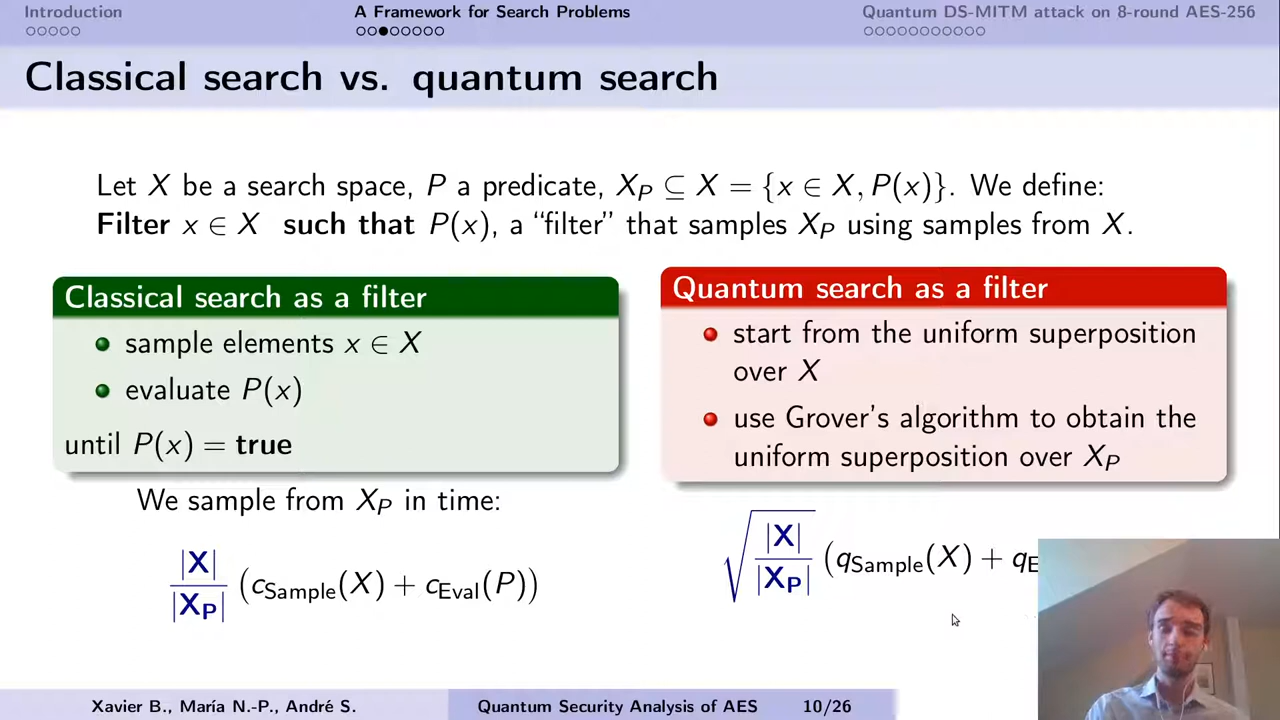 Introduction
A Framework for Search Problems
Quantum DS-MITM attack on 8-round AES-256
Classical search vs. quantum search
Let X be a search space, P a predicate, X_P ⊆ X = {x ∈ X, P(x)}. We define:
Filter x ∈ X such that P(x), a “filter” that samples X_P using samples from X.
Classical search as a filter
sample elements x ∈ X
evaluate P(x)
until P(x) = true
We sample from X_P in time:
|X| / |X_P| (c_Sample(X) + c_Eval(P))
Quantum search as a filter
start from the uniform superposition
over X
use Grover's algorithm to obtain the
uniform superposition over X_P
√(|X| / |X_P|) (q_Sample(X) +
Xavier B., María N.-P., André S.
Quantum Security Analysis of AES
10/26